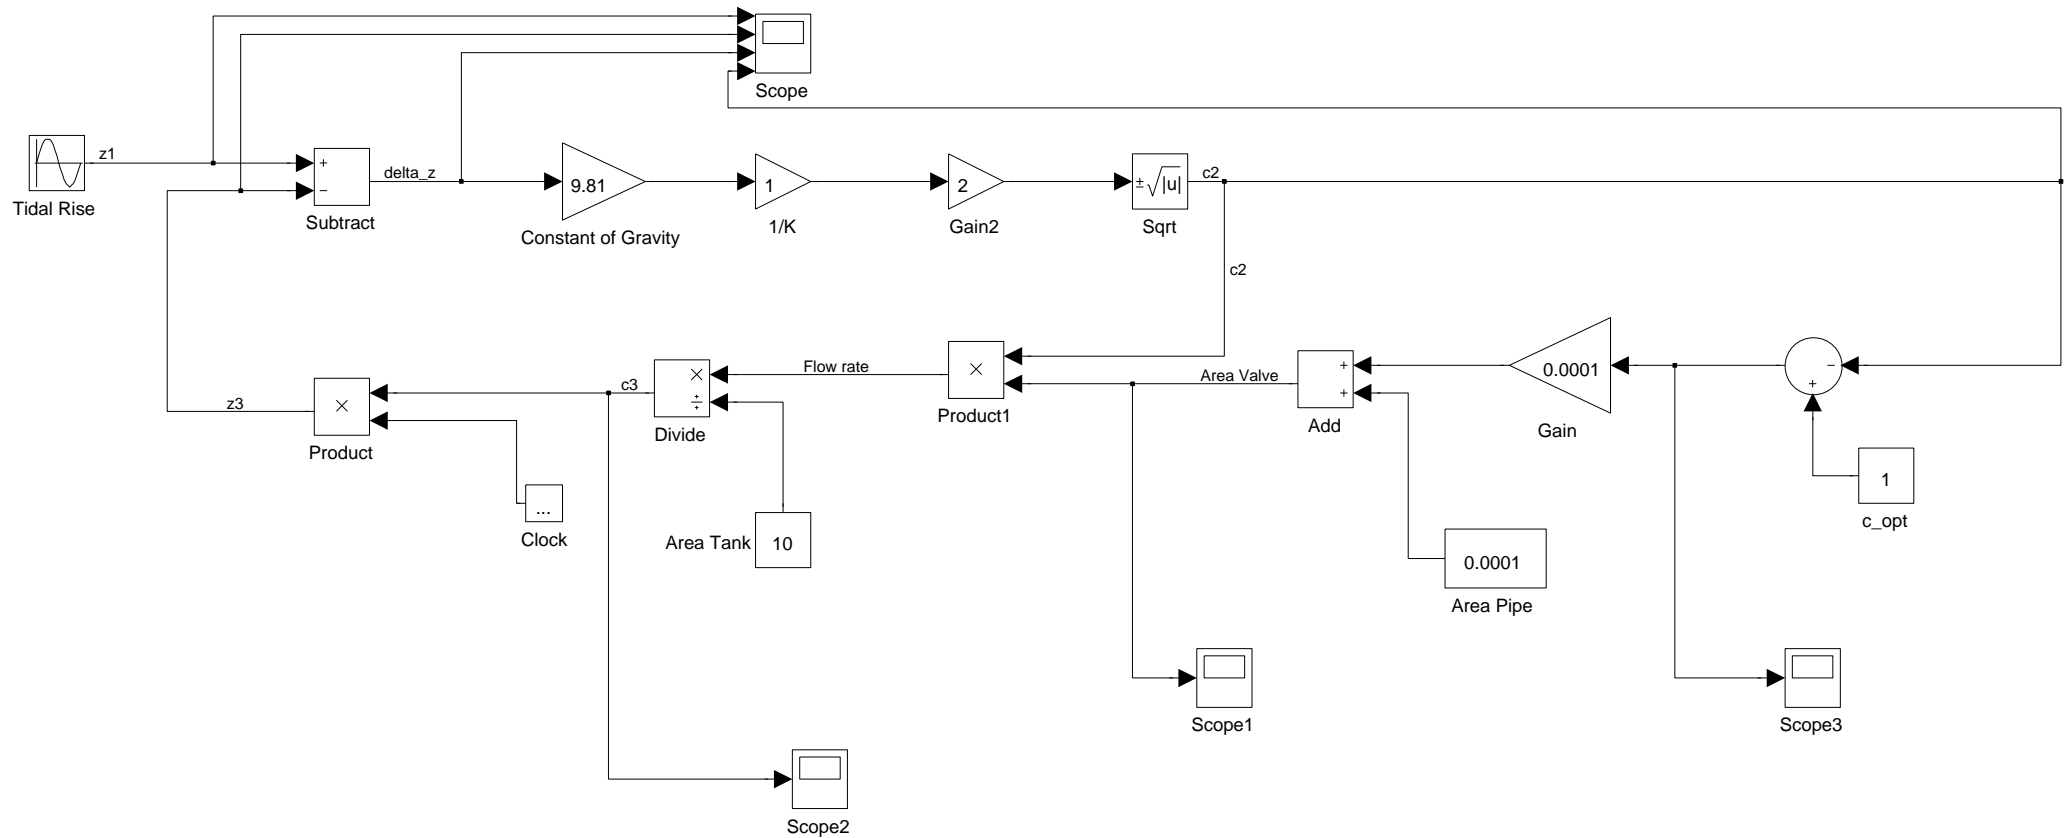 Scope
z1
+
−
delta_z
9.81
1
2
±√|u|
c2
Tidal Rise
Subtract
Constant of Gravity
1/K
Gain2
Sqrt
c2
Flow rate
Area Valve
+
+
0.0001
−
+
×
÷
c3
×
z3
×
Product1
Divide
Add
Gain
Product
1
c_opt
...
Clock
Area Tank
10
0.0001
Area Pipe
Scope1
Scope3
Scope2